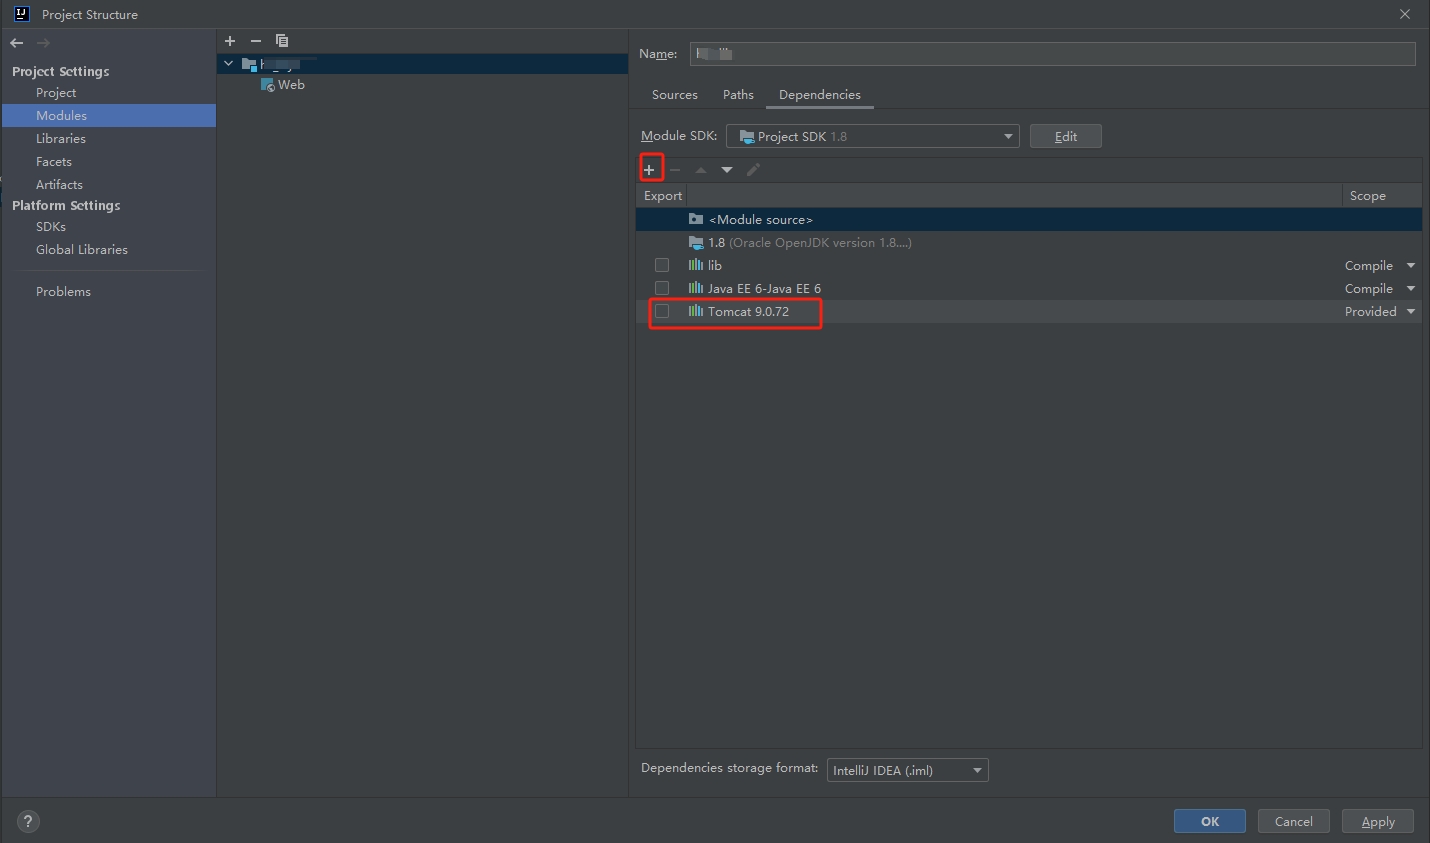 Project Structure
Project Settings
Project
Modules
Libraries
Facets
Artifacts
Platform Settings
SDKs
Global Libraries
Problems
Web
Name:
Sources Paths Dependencies
Module SDK: Project SDK 1.8 Edit
Export Scope
<Module source>
1.8 (Oracle OpenJDK version 1.8....)
lib Compile
Java EE 6-Java EE 6 Compile
Tomcat 9.0.72 Provided
Dependencies storage format: IntelliJ IDEA (.iml)
? OK Cancel Apply